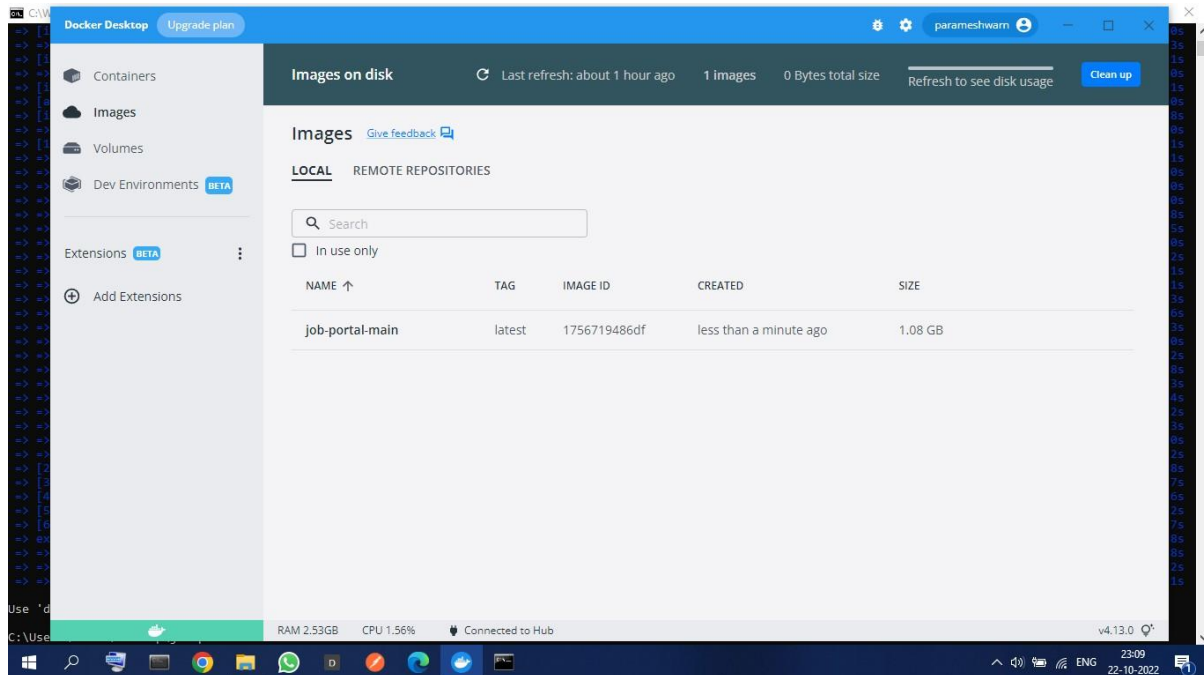 C:\W
Docker Desktop Upgrade plan
parameshwarn
Containers
Images
Volumes
Dev Environments BETA
Extensions BETA
Add Extensions
Images on disk Last refresh: about 1 hour ago 1 images 0 Bytes total size Refresh to see disk usage Clean up
Images Give feedback
LOCAL REMOTE REPOSITORIES
Search
In use only
NAME TAG IMAGE ID CREATED SIZE
job-portal-main latest 1756719486df less than a minute ago 1.08 GB
Use 'd
C:\Use
RAM 2.53GB CPU 1.56% Connected to Hub v4.13.0
ENG
23:09
22-10-2022